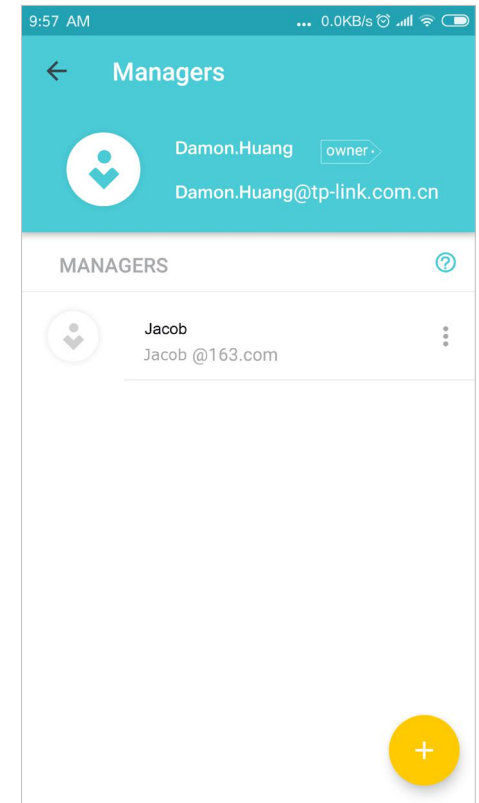 9:57 AM ... 0.0KB/s
Managers
Damon.Huang owner
Damon.Huang@tp-link.com.cn
MANAGERS
Jacob
Jacob @163.com